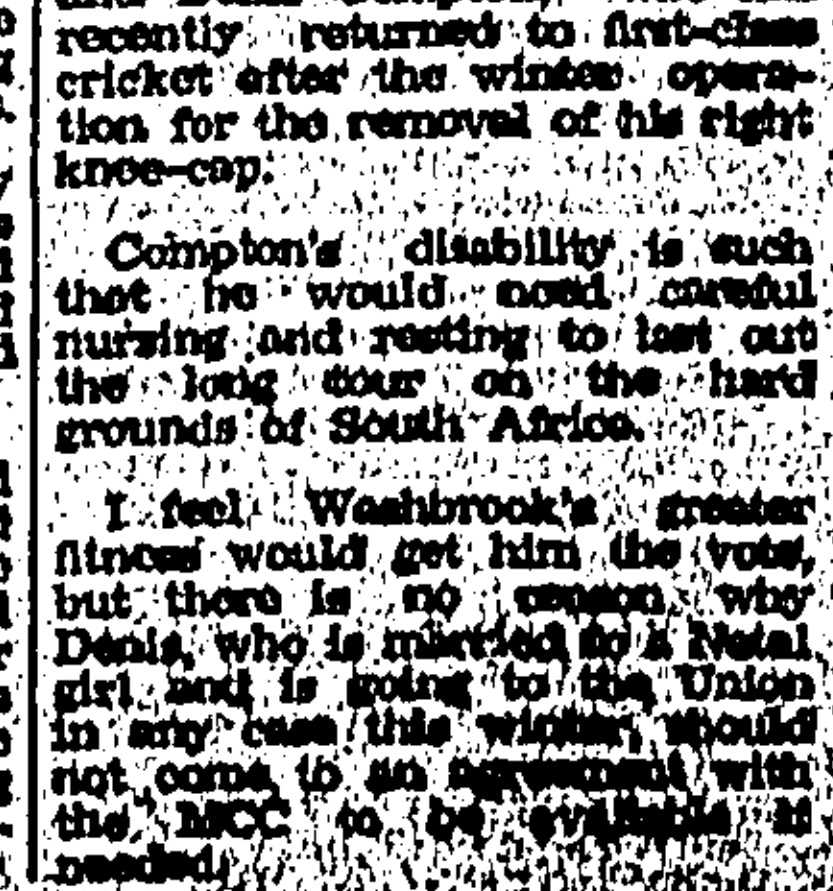 recently returned to first-class
cricket after the winter opera-
tion for the removal of his right
knee-cap.
Compton's disability is such
that he would need careful
nursing and resting to last out
the long tour on the hard
grounds of South Africa.
I feel Washbrook's greater
fitness would get him the vote,
but there is no reason why
Denis, who is married to a Natal
girl and is going to the Union
in any case this winter, should
not come to an agreement with
the MCC to be available if
needed.